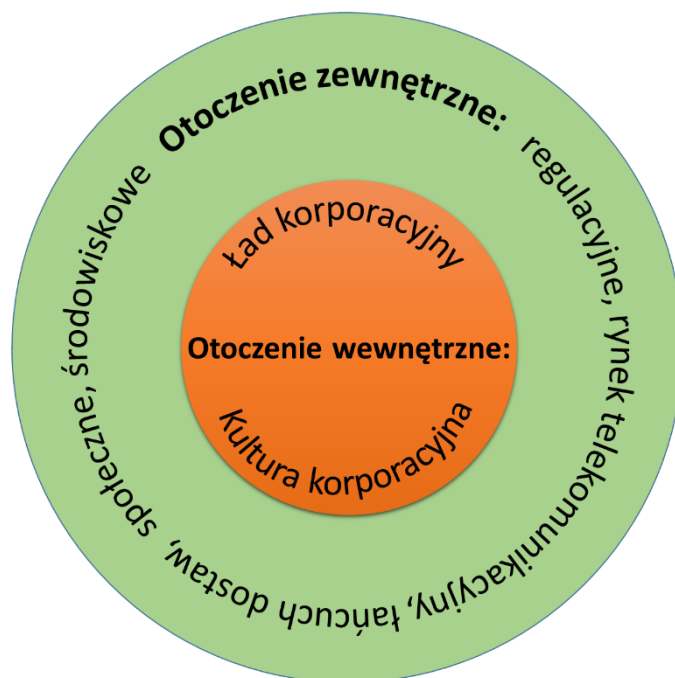 Otoczenie zewnętrzne: regulacyjne, rynek telekomunikacyjny, łańcuch dostaw, społeczne, środowiskowe
Ład korporacyjny
Otoczenie wewnętrzne:
Kultura korporacyjna